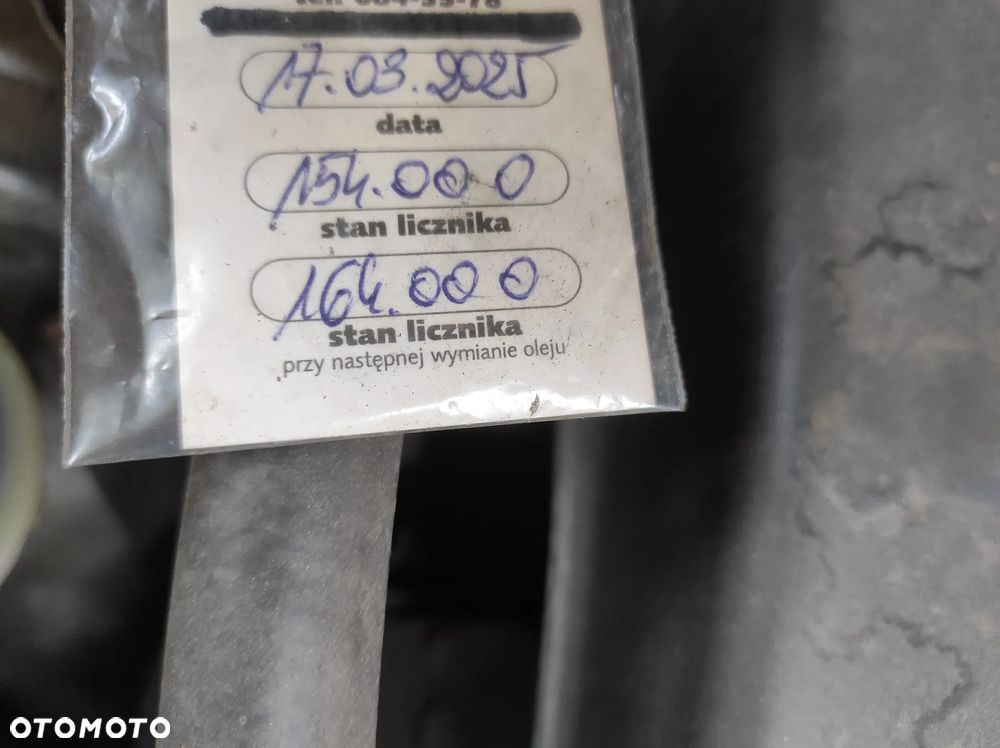 17.03.2025
data
154.000
stan licznika
164.000
stan licznika
przy następnej wymianie oleju
OTOMOTO